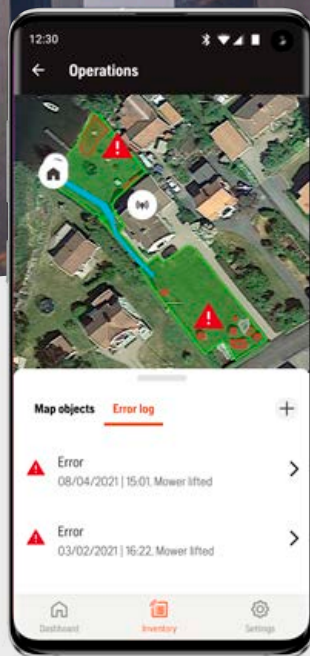 12:30
Operations
Map objects Error log
Error
08/04/2021 | 15:01, Mower lifted
Error
03/02/2021 | 16:22, Mower lifted
Dashboard Inventory Settings